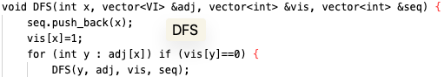 void DFS(int x, vector<VI> &adj, vector<int> &vis, vector<int> &seq) {
    seq.push_back(x);
DFS
    vis[x]=1;
    for (int y : adj[x]) if (vis[y]==0) {
        DFS(y, adj, vis, seq);